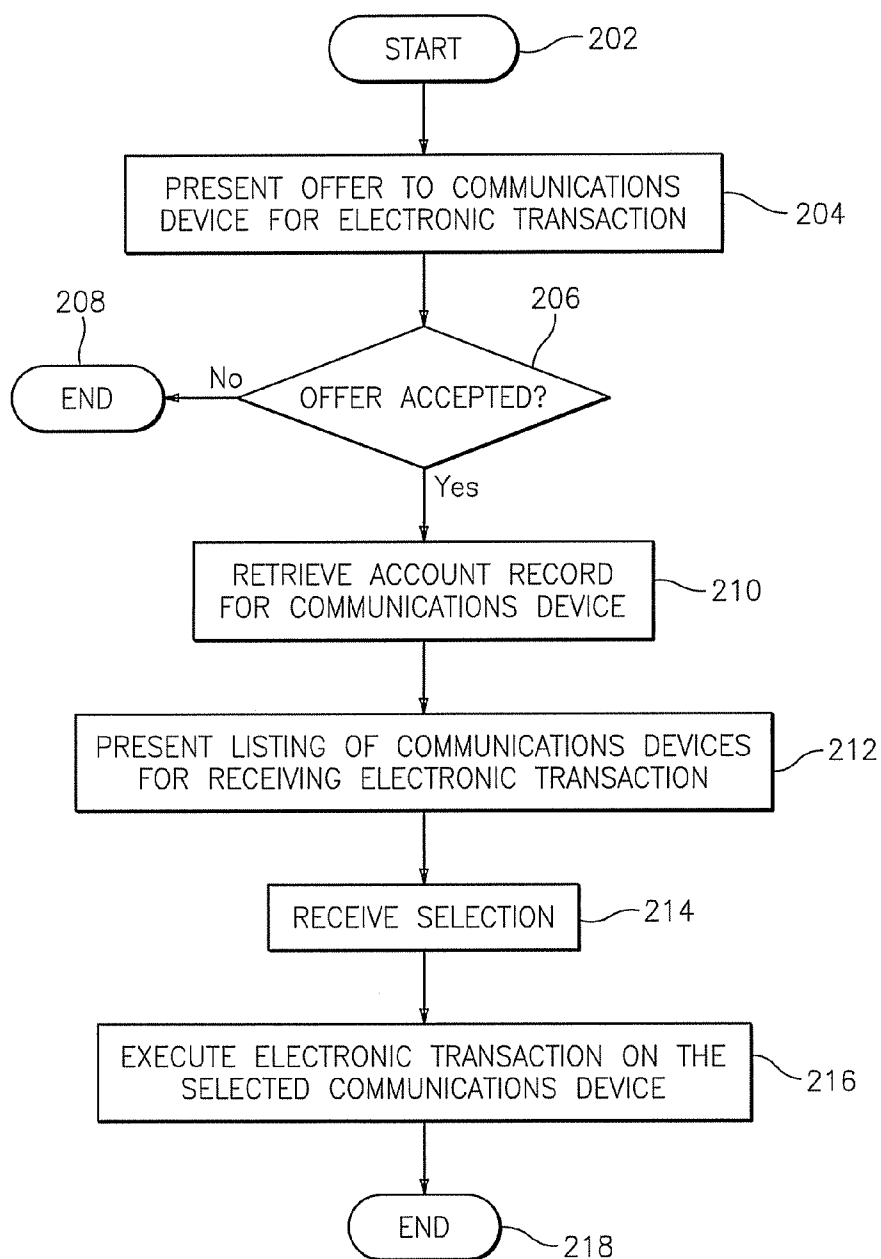 START
202
PRESENT OFFER TO COMMUNICATIONS
DEVICE FOR ELECTRONIC TRANSACTION
204
208
206
No
END
OFFER ACCEPTED?
Yes
RETRIEVE ACCOUNT RECORD
FOR COMMUNICATIONS DEVICE
210
PRESENT LISTING OF COMMUNICATIONS DEVICES
FOR RECEIVING ELECTRONIC TRANSACTION
212
RECEIVE SELECTION
214
EXECUTE ELECTRONIC TRANSACTION ON THE
SELECTED COMMUNICATIONS DEVICE
216
END
218